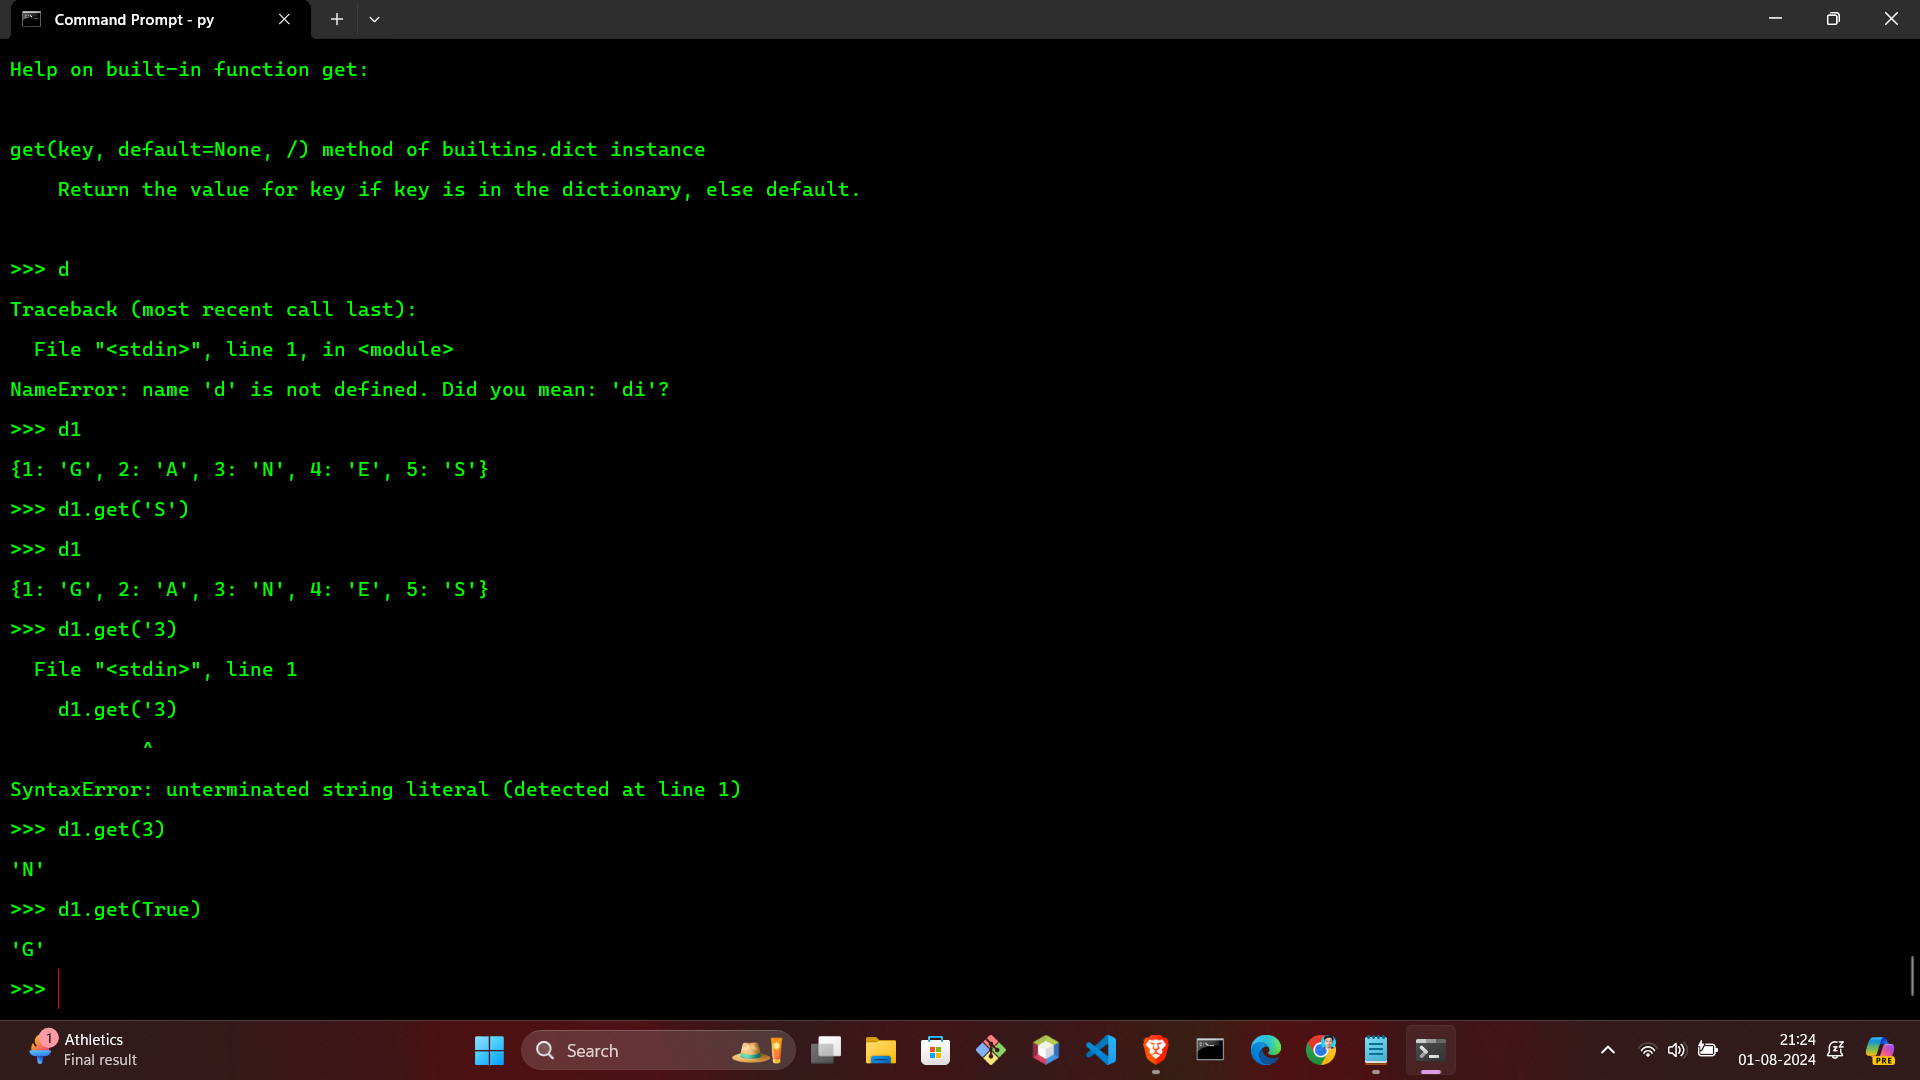 Command Prompt - py
Help on built-in function get:
get(key, default=None, /) method of builtins.dict instance
    Return the value for key if key is in the dictionary, else default.
>>> d
Traceback (most recent call last):
  File "<stdin>", line 1, in <module>
NameError: name 'd' is not defined. Did you mean: 'di'?
>>> d1
{1: 'G', 2: 'A', 3: 'N', 4: 'E', 5: 'S'}
>>> d1.get('S')
>>> d1
{1: 'G', 2: 'A', 3: 'N', 4: 'E', 5: 'S'}
>>> d1.get('3)
  File "<stdin>", line 1
    d1.get('3)
           ^
SyntaxError: unterminated string literal (detected at line 1)
>>> d1.get(3)
'N'
>>> d1.get(True)
'G'
>>>
1
Athletics
Final result
Search
21:24
01-08-2024
PRE